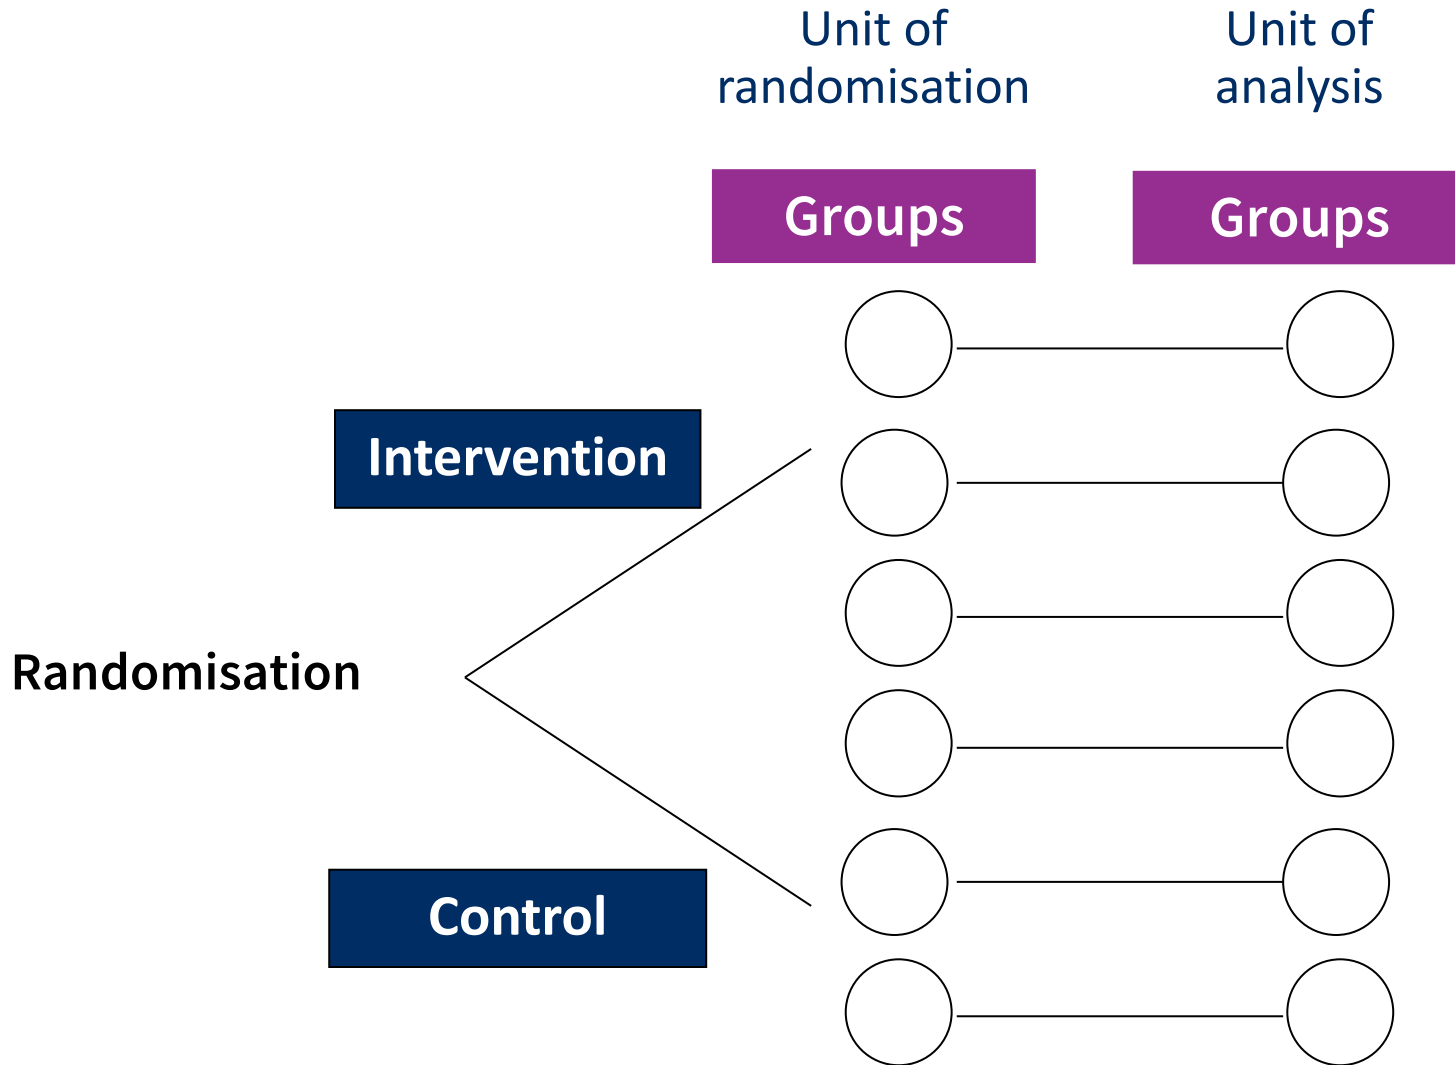 Unit of
randomisation
Unit of
analysis
Groups
Groups
Intervention
Randomisation
Control